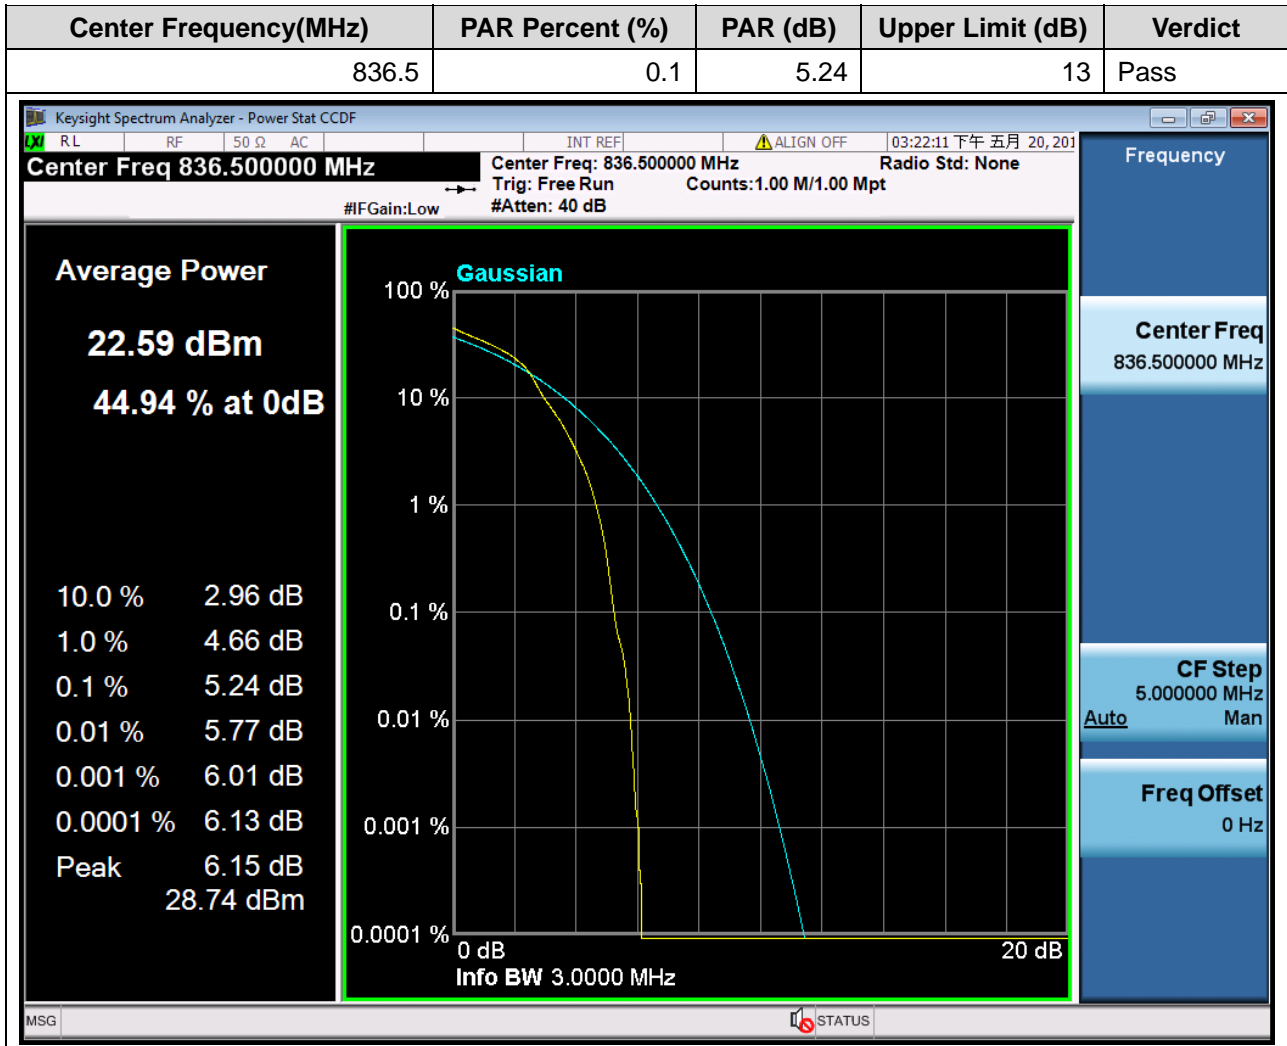 Center Frequency(MHz) PAR Percent (%) PAR (dB) Upper Limit (dB) Verdict
836.5 0.1 5.24 13 Pass
Keysight Spectrum Analyzer - Power Stat CCDF
LXI RL RF 50 Ω AC INT REF ALIGN OFF 03:22:11 下午 五月 20, 201
Center Freq 836.500000 MHz
Center Freq: 836.500000 MHz Radio Std: None
Trig: Free Run Counts:1.00 M/1.00 Mpt
#IFGain:Low #Atten: 40 dB
Frequency
Average Power
22.59 dBm
44.94 % at 0dB
10.0 % 2.96 dB
1.0 % 4.66 dB
0.1 % 5.24 dB
0.01 % 5.77 dB
0.001 % 6.01 dB
0.0001 % 6.13 dB
Peak 6.15 dB
28.74 dBm
Gaussian
100 %
10 %
1 %
0.1 %
0.01 %
0.001 %
0.0001 %
0 dB 20 dB
Info BW 3.0000 MHz
Center Freq
836.500000 MHz
CF Step
5.000000 MHz
Auto Man
Freq Offset
0 Hz
MSG STATUS